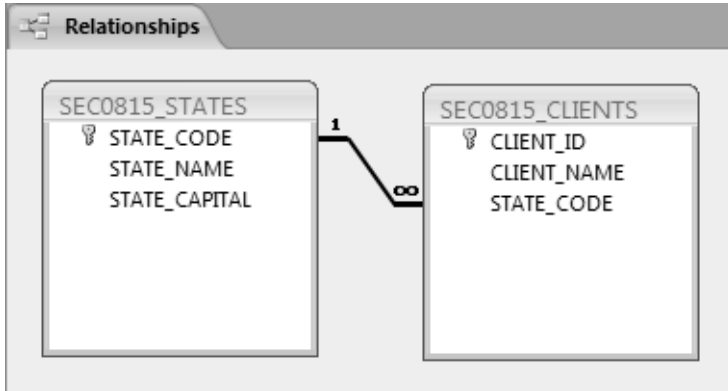 Relationships
SEC0815_STATES
STATE_CODE
STATE_NAME
STATE_CAPITAL
1
∞
SEC0815_CLIENTS
CLIENT_ID
CLIENT_NAME
STATE_CODE